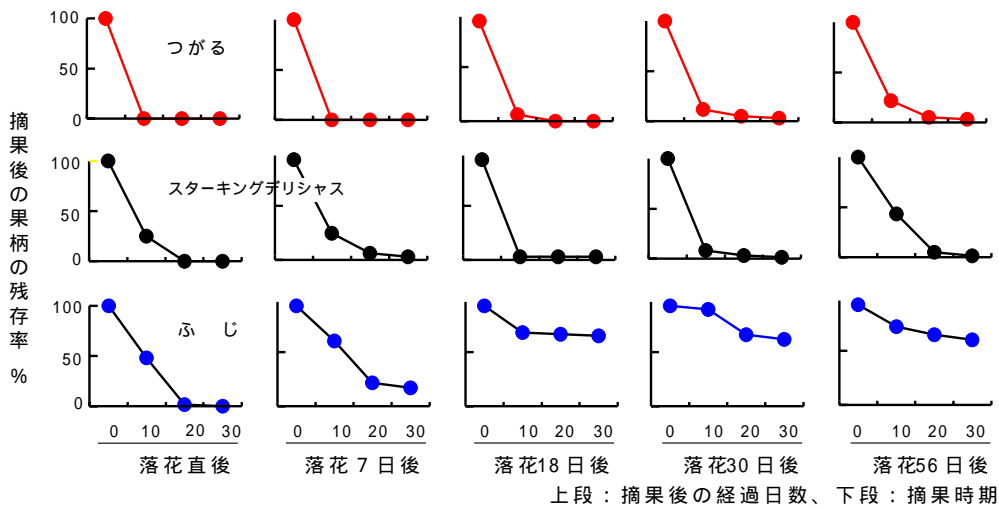 摘果後の果柄の残存率 %
100
50
0
つがる
100
50
0
スターキングデリシャス
100
50
0
ふ じ
0 10 20 30 0 10 20 30 0 10 20 30 0 10 20 30 0 10 20 30
落花直後 落花7日後 落花18日後 落花30日後 落花56日後
上段：摘果後の経過日数、下段：摘果時期